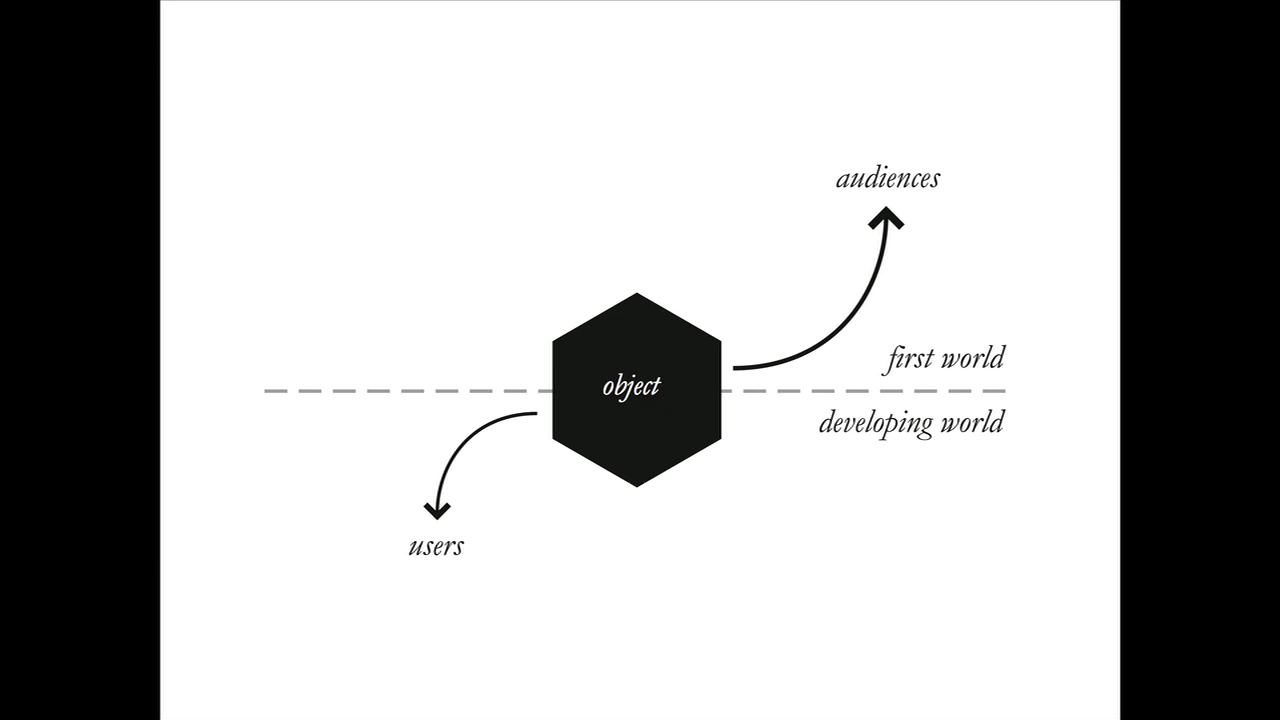 audiences
first world
object
developing world
users